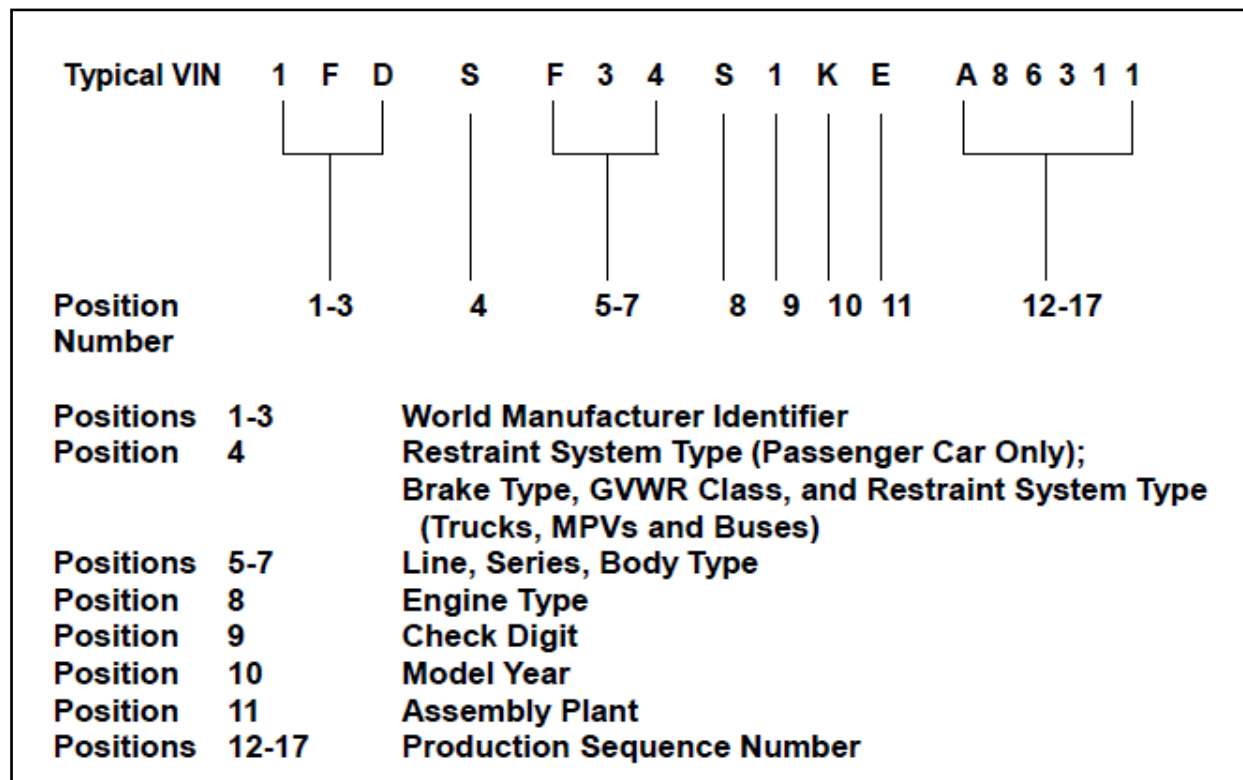 Typical VIN 1 F D S F 3 4 S 1 K E A 8 6 3 1 1
Position 1-3 4 5-7 8 9 10 11 12-17
Number
Positions 1-3 World Manufacturer Identifier
Position 4 Restraint System Type (Passenger Car Only);
Brake Type, GVWR Class, and Restraint System Type
(Trucks, MPVs and Buses)
Positions 5-7 Line, Series, Body Type
Position 8 Engine Type
Position 9 Check Digit
Position 10 Model Year
Position 11 Assembly Plant
Positions 12-17 Production Sequence Number